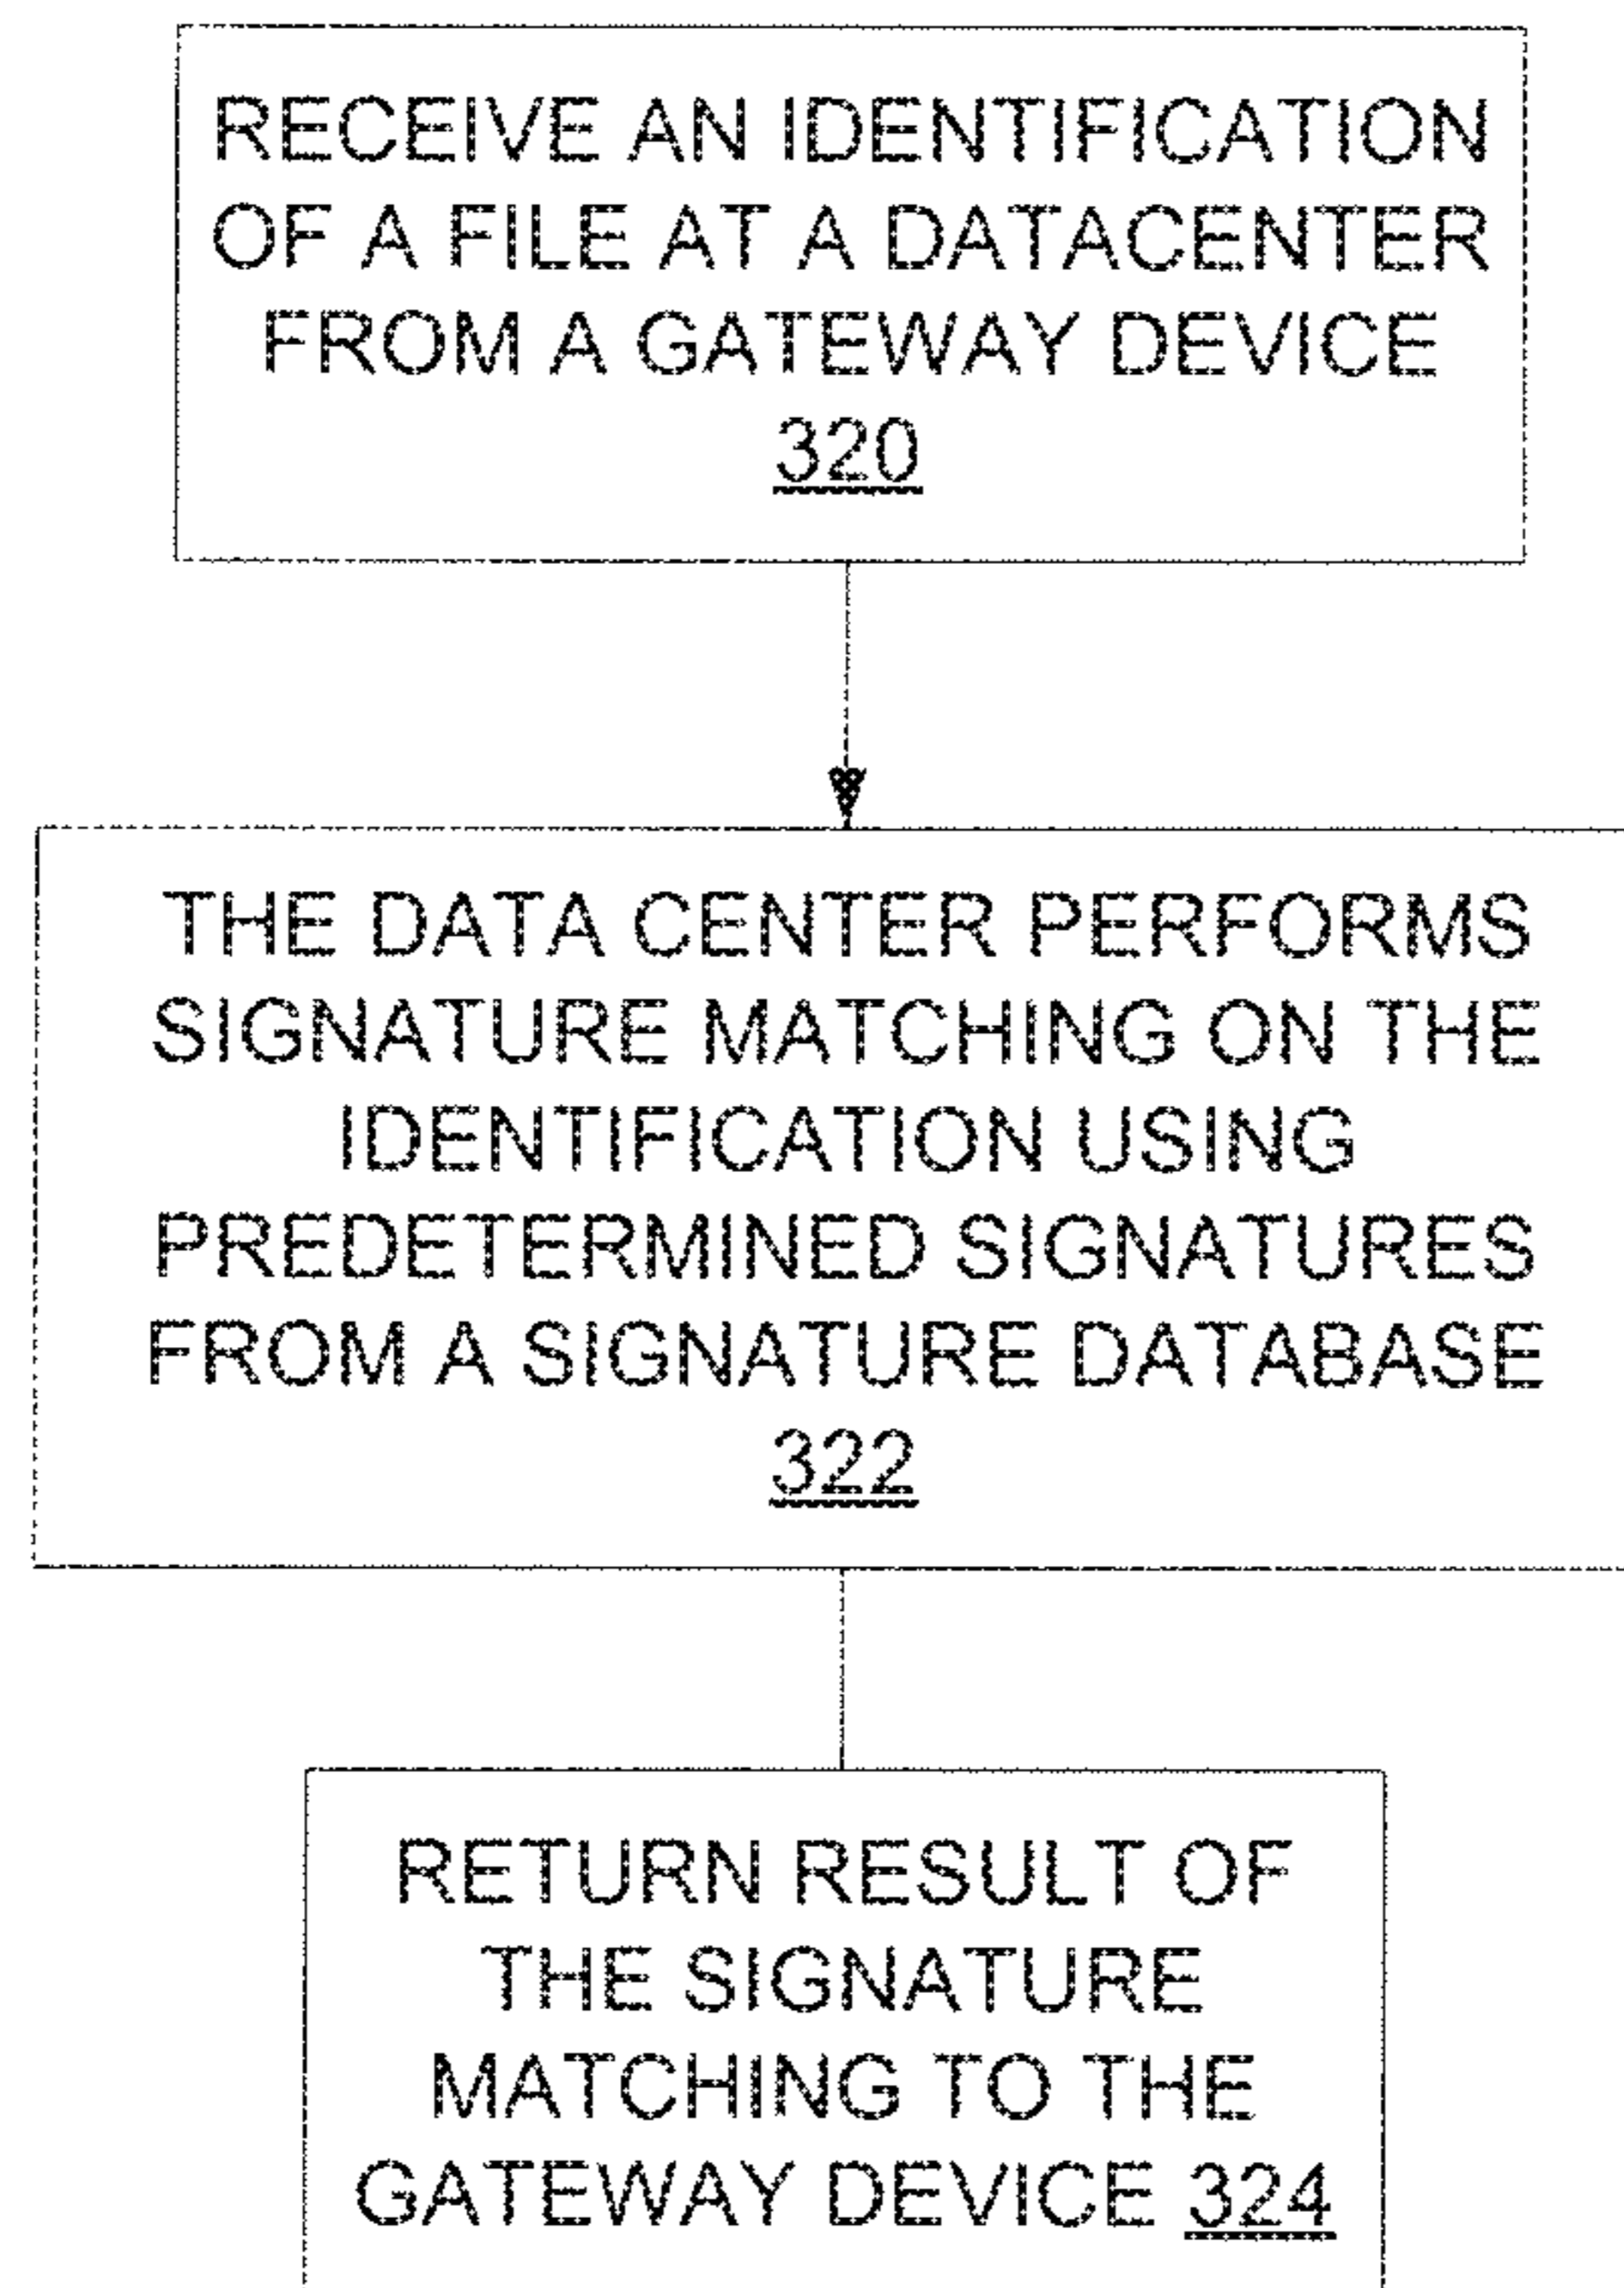 RECEIVE AN IDENTIFICATION
OF A FILE AT A DATACENTER
FROM A GATEWAY DEVICE
320
THE DATA CENTER PERFORMS
SIGNATURE MATCHING ON THE
IDENTIFICATION USING
PREDETERMINED SIGNATURES
FROM A SIGNATURE DATABASE
322
RETURN RESULT OF
THE SIGNATURE
MATCHING TO THE
GATEWAY DEVICE 324